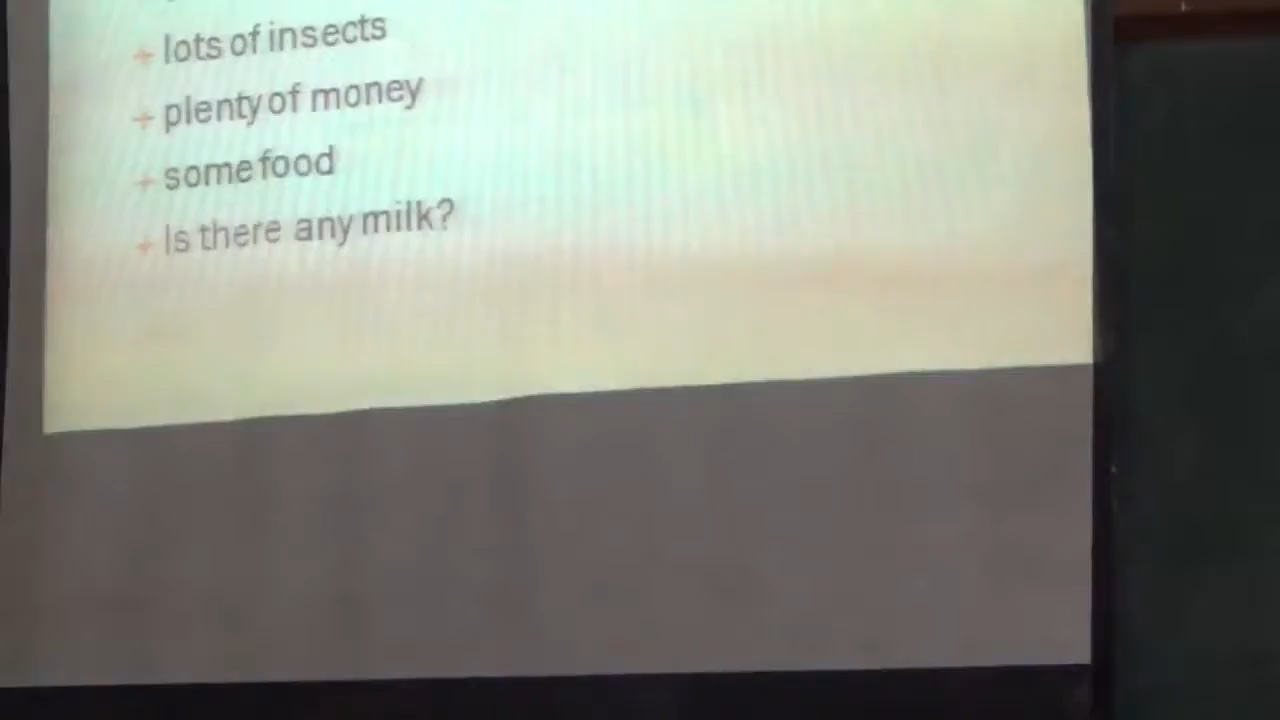 lots of insects
plenty of money
some food
Is there any milk?